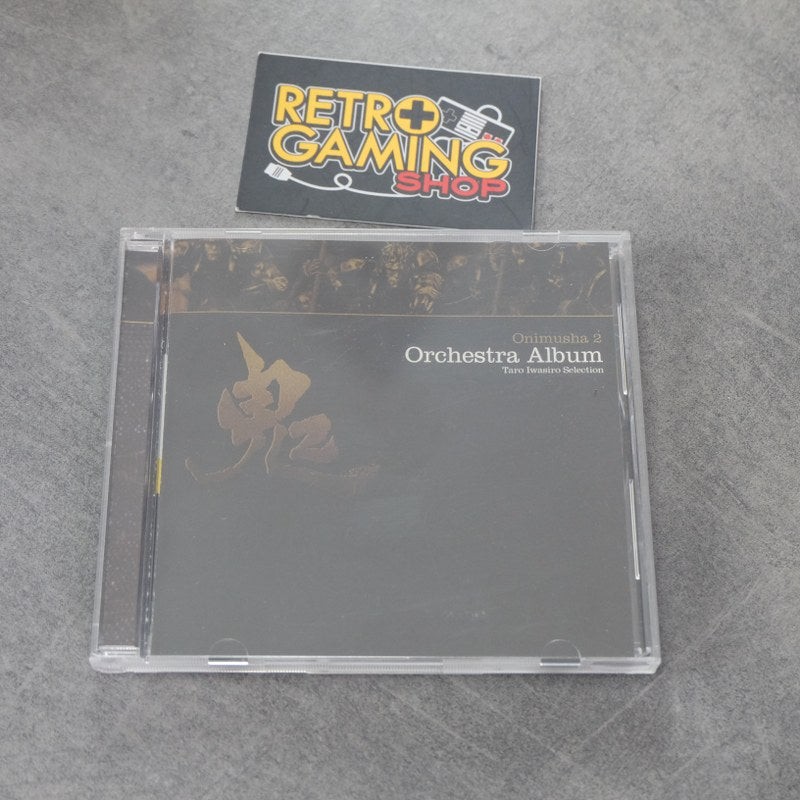 RETRO
GAMING
SHOP
Onimusha 2
Orchestra Album
Taro Iwasiro Selection
鬼